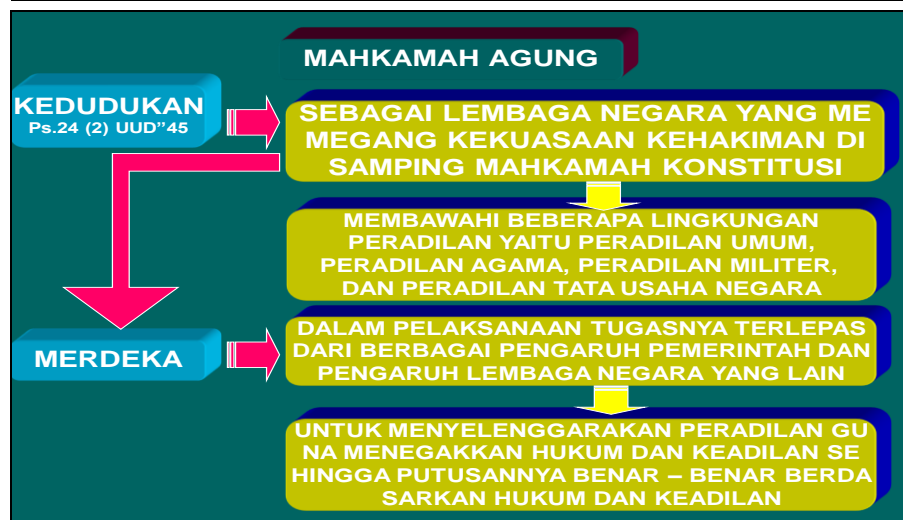 MAHKAMAH AGUNG
KEDUDUKAN
Ps.24 (2) UUD"45
SEBAGAI LEMBAGA NEGARA YANG ME
MEGANG KEKUASAAN KEHAKIMAN DI
SAMPING MAHKAMAH KONSTITUSI
MEMBAWAHI BEBERAPA LINGKUNGAN
PERADILAN YAITU PERADILAN UMUM,
PERADILAN AGAMA, PERADILAN MILITER,
DAN PERADILAN TATA USAHA NEGARA
MERDEKA
DALAM PELAKSANAAN TUGASNYA TERLEPAS
DARI BERBAGAI PENGARUH PEMERINTAH DAN
PENGARUH LEMBAGA NEGARA YANG LAIN
UNTUK MENYELENGGARAKAN PERADILAN GU
NA MENEGAKKAN HUKUM DAN KEADILAN SE
HINGGA PUTUSANNYA BENAR – BENAR BERDA
SARKAN HUKUM DAN KEADILAN